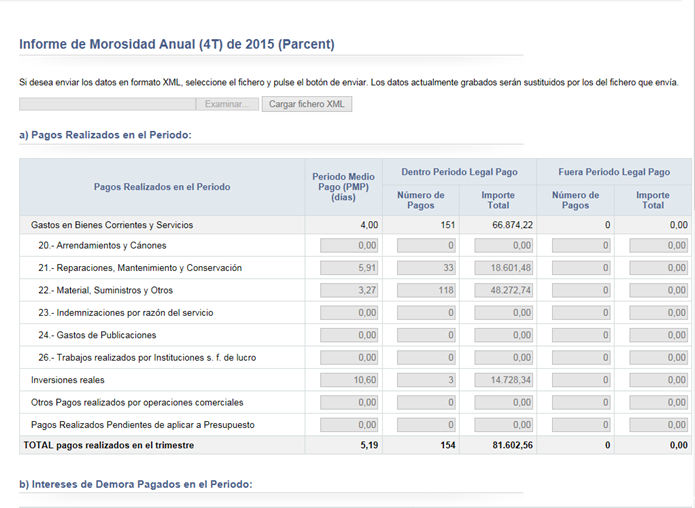 Informe de Morosidad Anual (4T) de 2015 (Parcent)
Si desea enviar los datos en formato XML, seleccione el fichero y pulse el botón de enviar. Los datos actualmente grabados serán sustituidos por los del fichero que envía.
Examinar... Cargar fichero XML
a) Pagos Realizados en el Periodo:
Pagos Realizados en el Periodo
Periodo Medio
Pago (PMP)
(días)
Dentro Periodo Legal Pago
Fuera Periodo Legal Pago
Número de
Pagos
Importe
Total
Número de
Pagos
Importe
Total
Gastos en Bienes Corrientes y Servicios 4,00 151 66.874,22 0 0,00
20.- Arrendamientos y Cánones 0,00 0 0,00 0 0,00
21.- Reparaciones, Mantenimiento y Conservación 5,91 33 18.601,48 0 0,00
22.- Material, Suministros y Otros 3,27 118 48.272,74 0 0,00
23.- Indemnizaciones por razón del servicio 0,00 0 0,00 0 0,00
24.- Gastos de Publicaciones 0,00 0 0,00 0 0,00
26.- Trabajos realizados por Instituciones s. f. de lucro 0,00 0 0,00 0 0,00
Inversiones reales 10,60 3 14.728,34 0 0,00
Otros Pagos realizados por operaciones comerciales 0,00 0 0,00 0 0,00
Pagos Realizados Pendientes de aplicar a Presupuesto 0,00 0 0,00 0 0,00
TOTAL pagos realizados en el trimestre 5,19 154 81.602,56 0 0,00
b) Intereses de Demora Pagados en el Periodo: